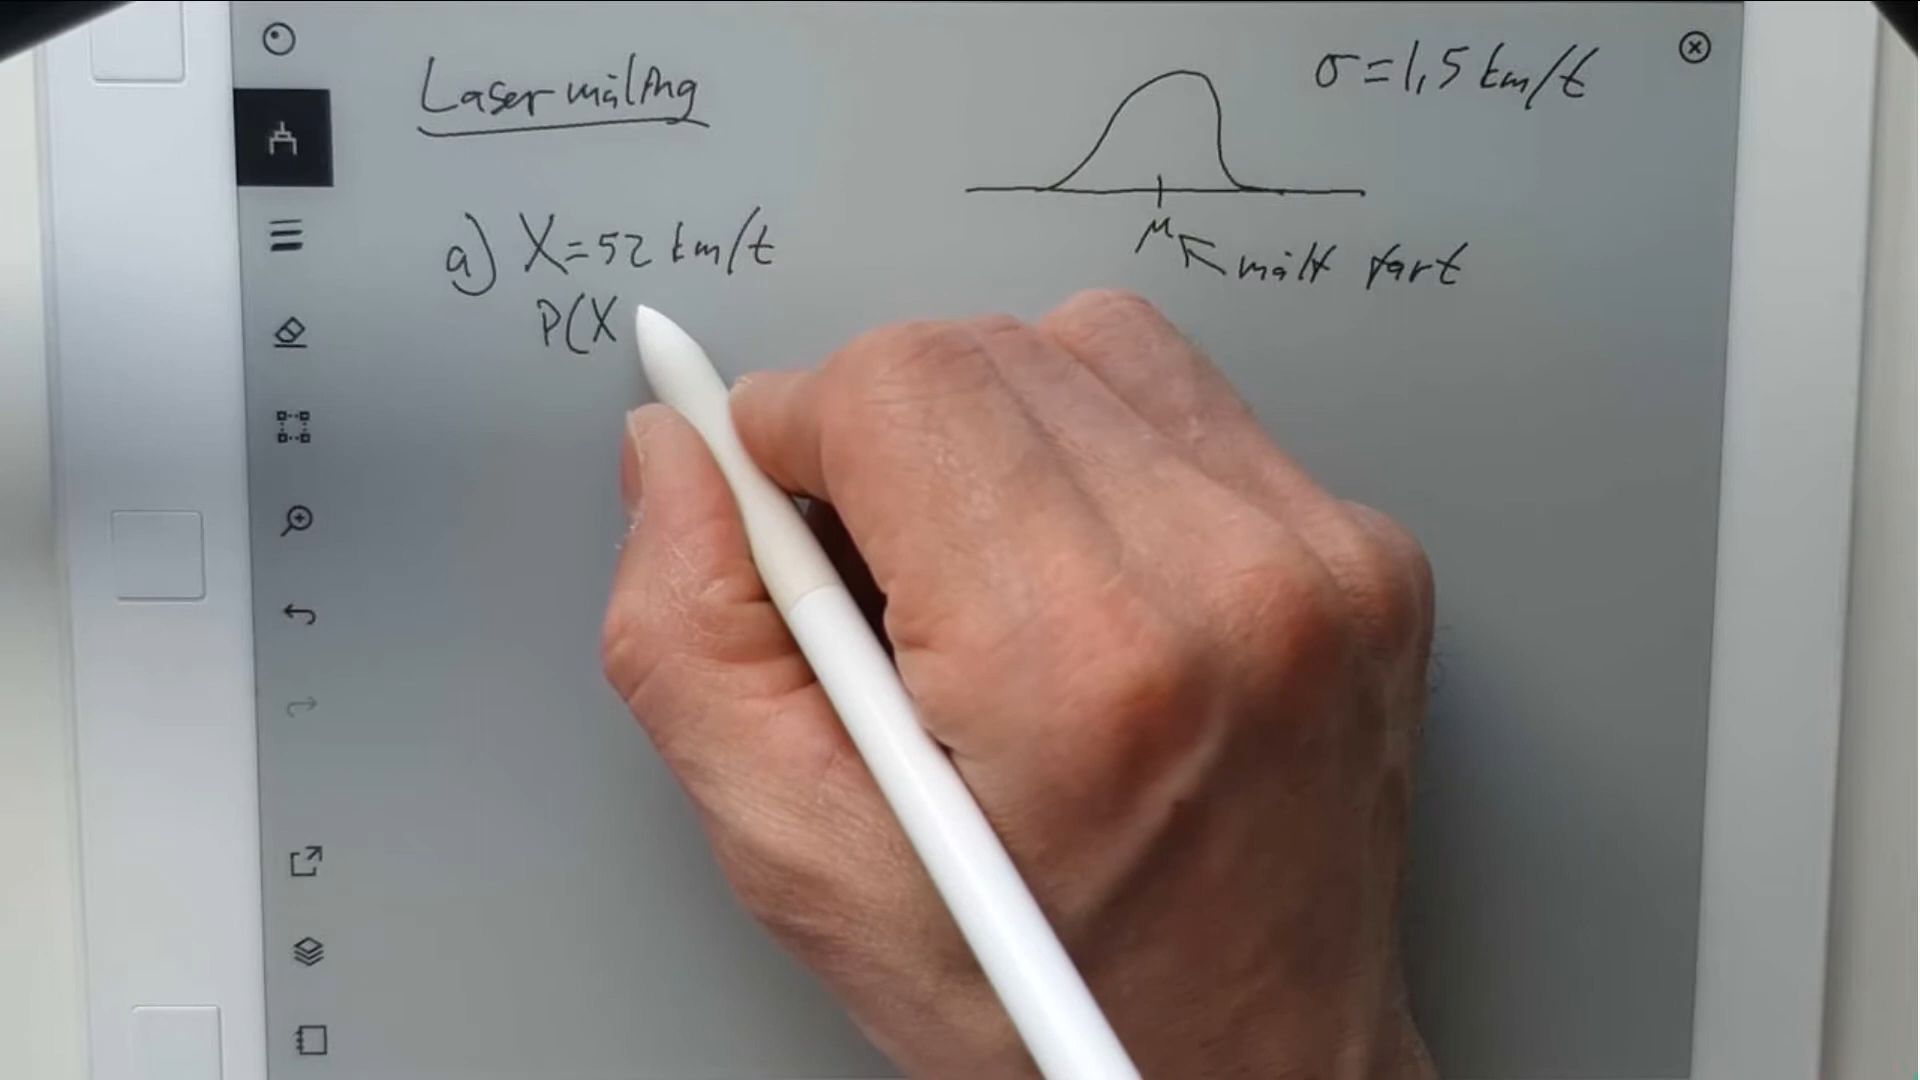 Lasermåling
σ = 1,5 km/t
μ
målt fart
a) X = 52 km/t
P(X